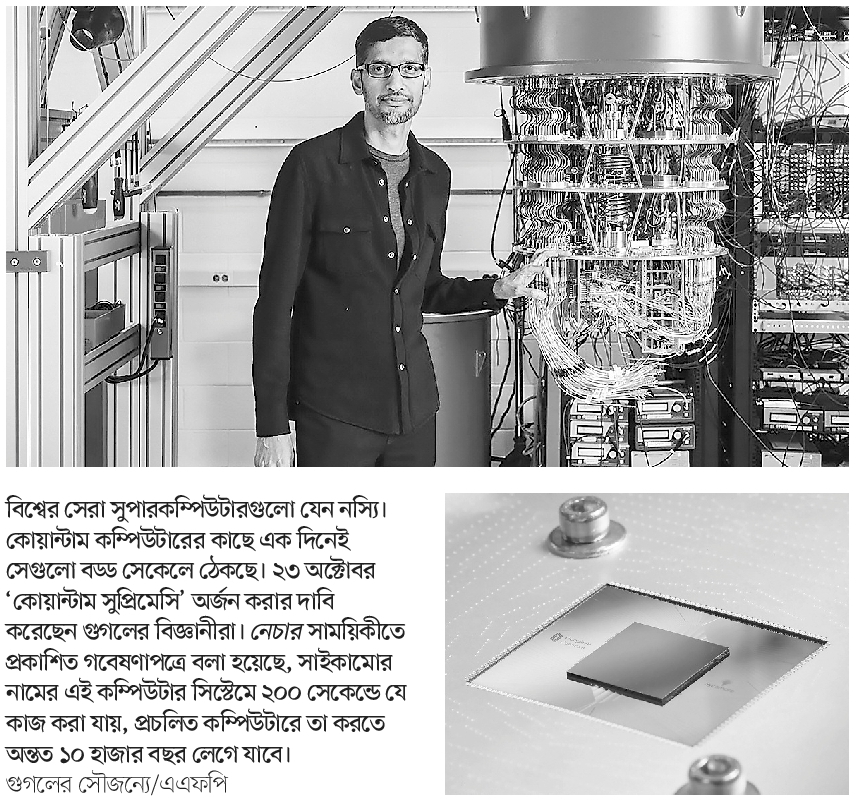 বিশ্বের সেরা সুপারকম্পিউটারগুলো যেন নস্যি।
কোয়ান্টাম কম্পিউটারের কাছে এক দিনেই
সেগুলো বড্ড সেকেলে ঠেকছে। ২৩ অক্টোবর
‘কোয়ান্টাম সুপ্রিমেসি’ অর্জন করার দাবি
করেছেন গুগলের বিজ্ঞানীরা। নেচার সাময়িকীতে
প্রকাশিত গবেষণাপত্রে বলা হয়েছে, সাইকামোর
নামের এই কম্পিউটার সিস্টেমে ২০০ সেকেন্ডে যে
কাজ করা যায়, প্রচলিত কম্পিউটারে তা করতে
অন্তত ১০ হাজার বছর লেগে যাবে।
গুগলের সৌজন্যে/এএফপি